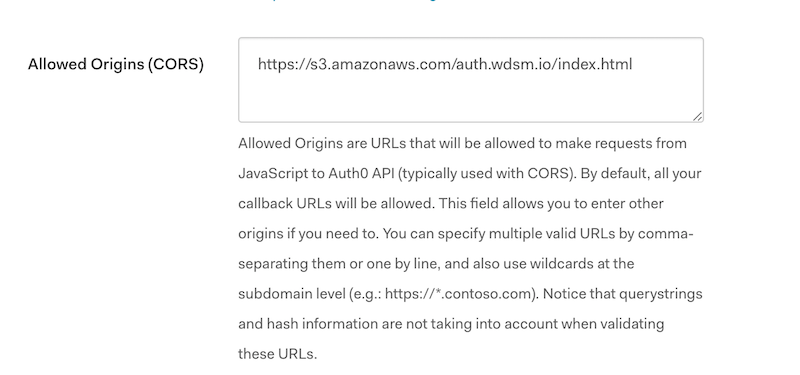 Allowed Origins (CORS)
https://s3.amazonaws.com/auth.wdsm.io/index.html
Allowed Origins are URLs that will be allowed to make requests from
JavaScript to Auth0 API (typically used with CORS). By default, all your
callback URLs will be allowed. This field allows you to enter other
origins if you need to. You can specify multiple valid URLs by comma-
separating them or one by line, and also use wildcards at the
subdomain level (e.g.: https://*.contoso.com). Notice that querystrings
and hash information are not taking into account when validating
these URLs.